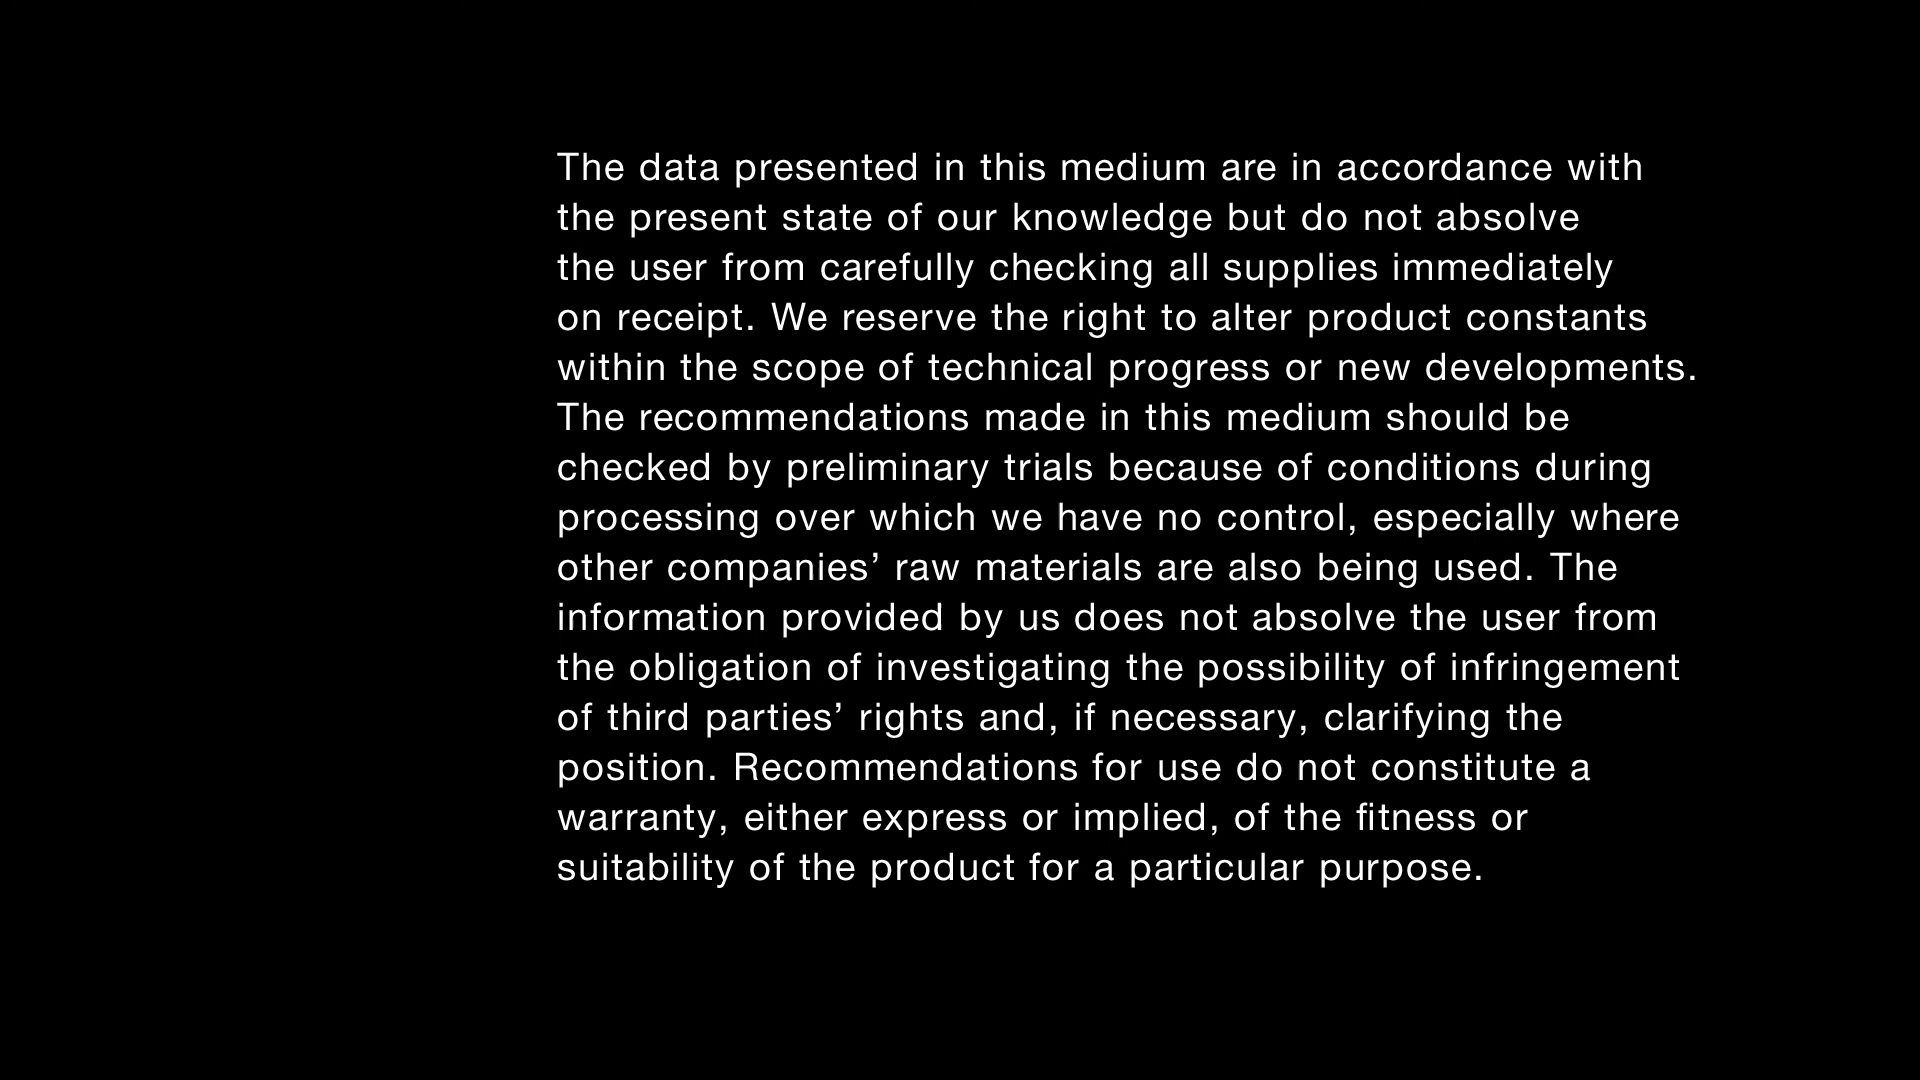 The data presented in this medium are in accordance with
the present state of our knowledge but do not absolve
the user from carefully checking all supplies immediately
on receipt. We reserve the right to alter product constants
within the scope of technical progress or new developments.
The recommendations made in this medium should be
checked by preliminary trials because of conditions during
processing over which we have no control, especially where
other companies’ raw materials are also being used. The
information provided by us does not absolve the user from
the obligation of investigating the possibility of infringement
of third parties’ rights and, if necessary, clarifying the
position. Recommendations for use do not constitute a
warranty, either express or implied, of the fitness or
suitability of the product for a particular purpose.